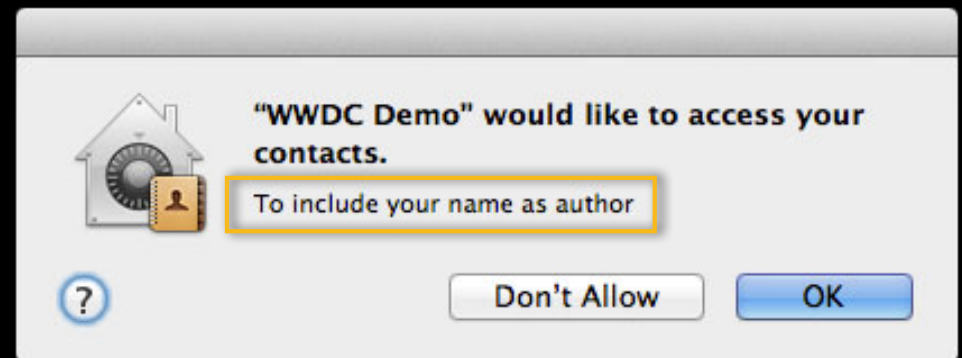 “WWDC Demo” would like to access your
contacts.
To include your name as author
?
Don’t Allow
OK